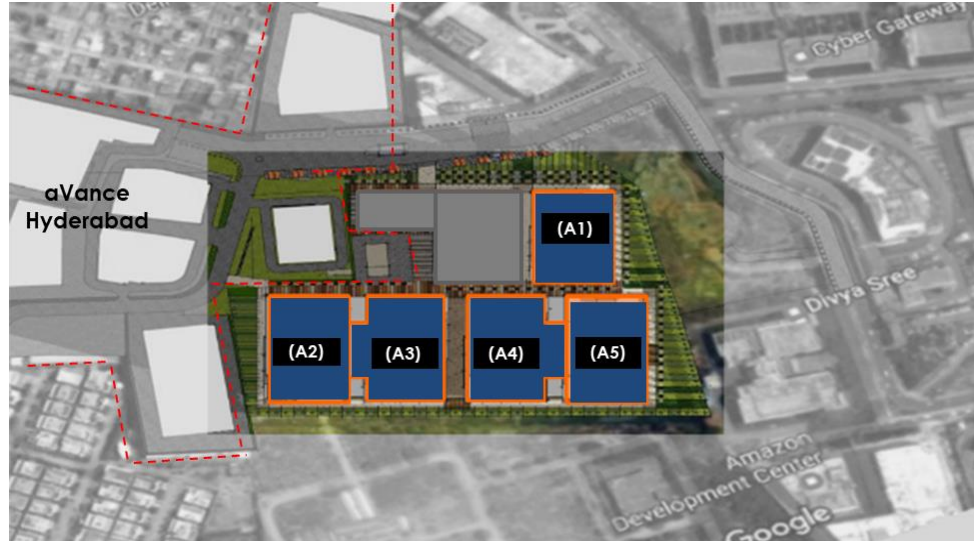 Cyber Gateway
aVance
Hyderabad
(A1)
Divya Sree
(A2)
(A3)
(A4)
(A5)
Amazon
Development Center
Google